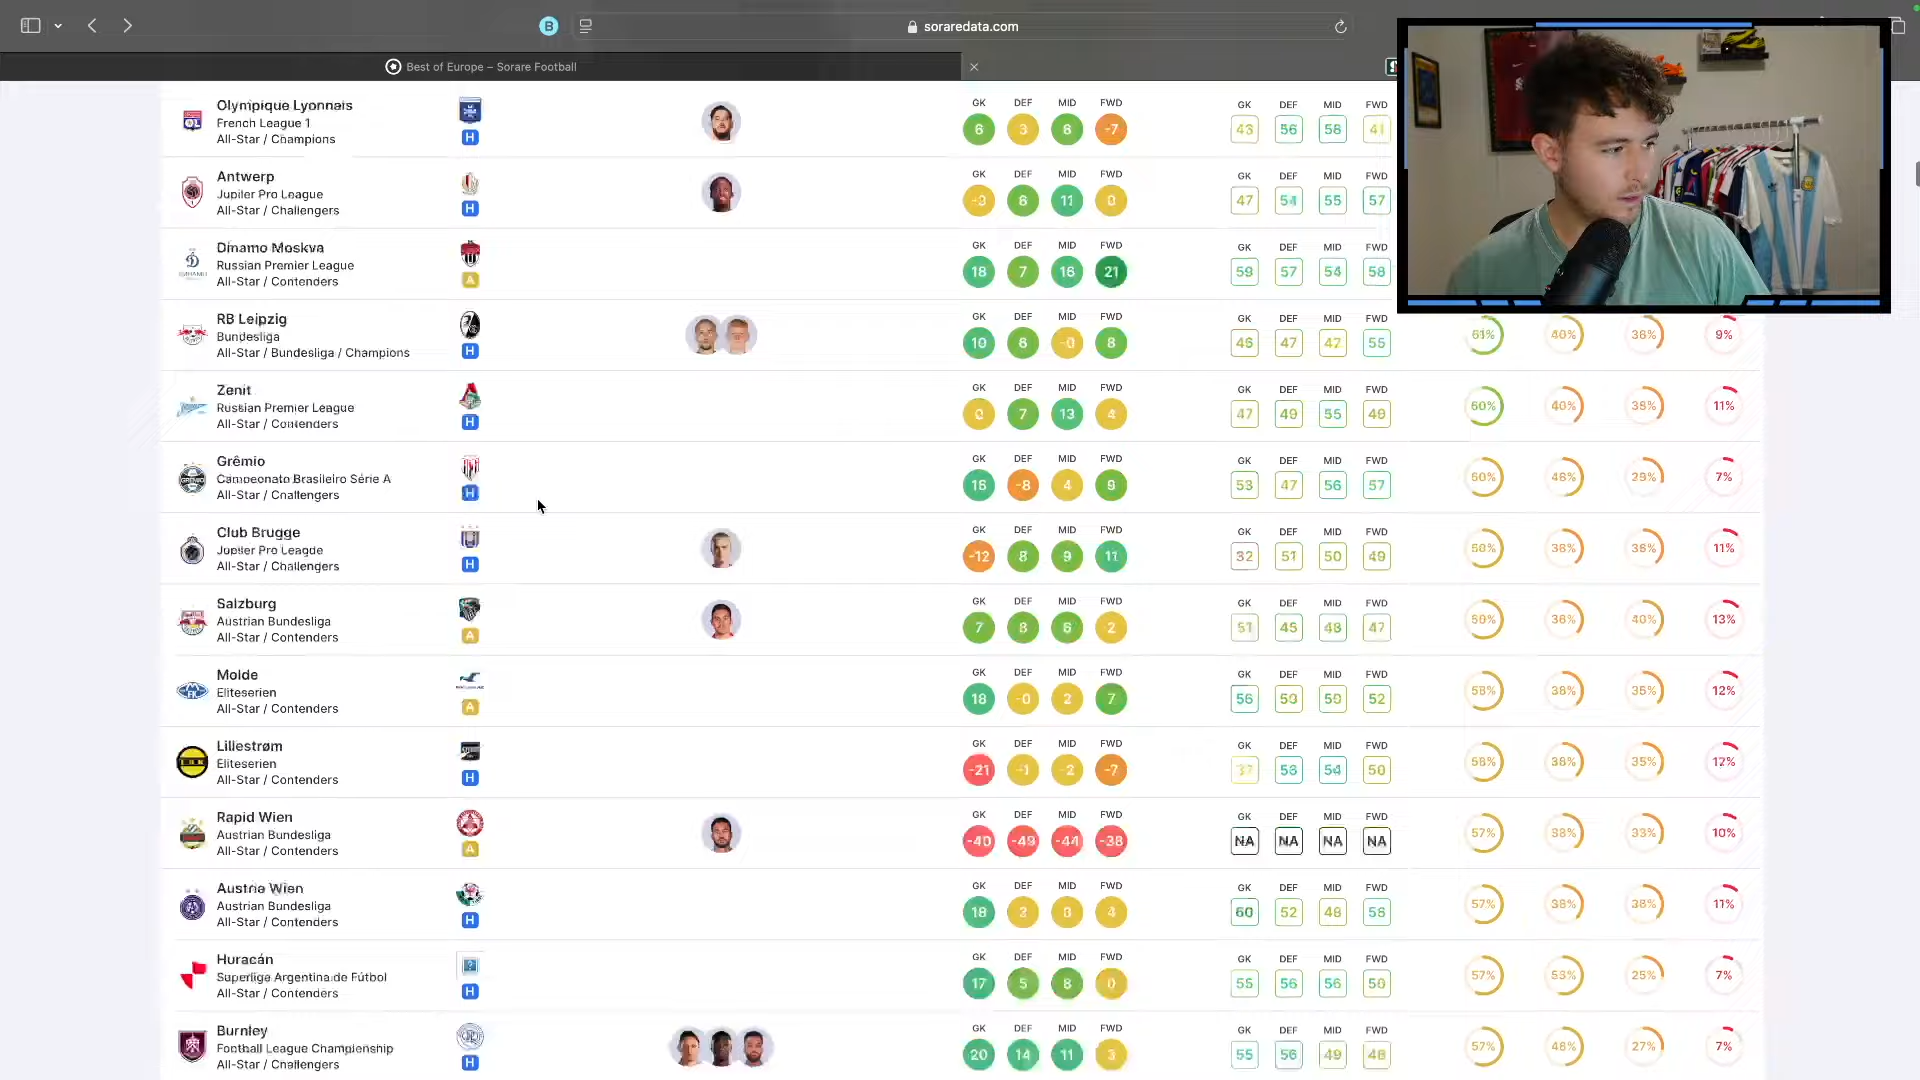 B
soraredata.com
Best of Europe – Sorare Football
Olympique Lyonnais
French League 1
All-Star / Champions
H
GK DEF MID FWD
6 3 6 -7
GK DEF MID FWD
43 56 58 41
Antwerp
Jupiler Pro League
All-Star / Challengers
H
GK DEF MID FWD
-3 6 11 0
GK DEF MID FWD
47 54 55 57
Dinamo Moskva
Russian Premier League
All-Star / Contenders
A
GK DEF MID FWD
18 7 16 21
GK DEF MID FWD
59 57 54 58
RB Leipzig
Bundesliga
All-Star / Bundesliga / Champions
H
GK DEF MID FWD
10 6 -0 8
GK DEF MID FWD
46 47 47 55
61% 40% 36% 9%
Zenit
Russian Premier League
All-Star / Contenders
H
GK DEF MID FWD
0 7 13 4
GK DEF MID FWD
47 49 55 49
60% 40% 35% 11%
Grêmio
Campeonato Brasileiro Série A
All-Star / Challengers
H
GK DEF MID FWD
16 -8 4 9
GK DEF MID FWD
53 47 56 57
60% 46% 29% 7%
Club Brugge
Jupiler Pro League
All-Star / Challengers
H
GK DEF MID FWD
-12 8 9 11
GK DEF MID FWD
32 51 50 49
36% 36% 11%
Salzburg
Austrian Bundesliga
All-Star / Contenders
A
GK DEF MID FWD
7 8 6 2
GK DEF MID FWD
51 45 48 47
36% 40% 13%
Molde
Eliteserien
All-Star / Contenders
A
GK DEF MID FWD
18 -0 2 7
GK DEF MID FWD
56 52
58% 36% 35% 12%
Lillestrøm
Eliteserien
All-Star / Contenders
H
GK DEF MID FWD
-21 -1 -2 -7
GK DEF MID FWD
37 53 54 50
58% 36% 35% 12%
Rapid Wien
Austrian Bundesliga
All-Star / Contenders
A
GK DEF MID FWD
-40 -49 -44 -38
GK DEF MID FWD
NA NA NA NA
57% 38% 33% 10%
Austria Wien
Austrian Bundesliga
All-Star / Contenders
H
GK DEF MID FWD
18 4
GK DEF MID FWD
60 52 48 56
57% 38% 38% 11%
Huracán
Superliga Argentina de Fútbol
All-Star / Contenders
?
H
GK DEF MID FWD
17 5 8 0
GK DEF MID FWD
55 56 56 50
57% 53% 25% 7%
Burnley
Football League Championship
All-Star / Challengers
H
GK DEF MID FWD
20 14 11 3
GK DEF MID FWD
55 56 49 48
57% 46% 27% 7%